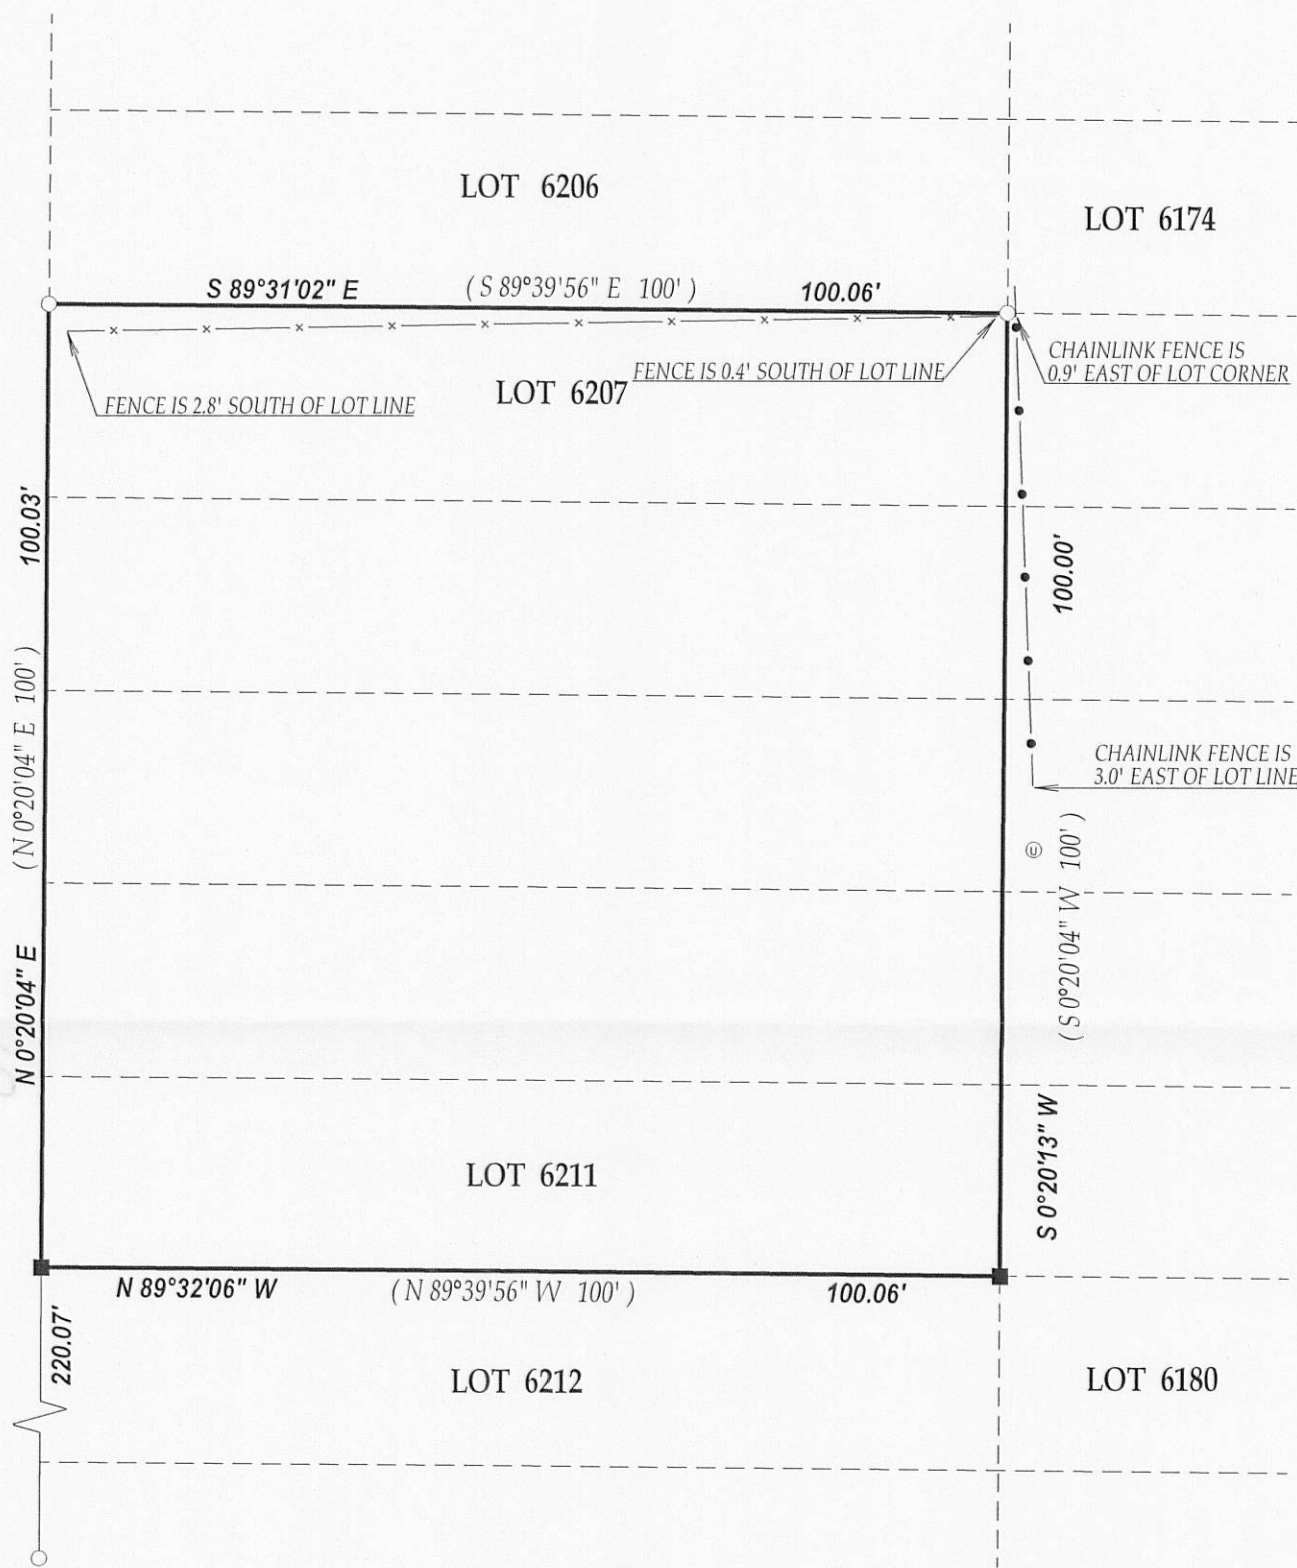 LOT 6206
LOT 6174
S 89°31'02" E
( S 89°39'56" E 100' )
100.06'
CHAINLINK FENCE IS
0.9' EAST OF LOT CORNER
FENCE IS 0.4' SOUTH OF LOT LINE
LOT 6207
FENCE IS 2.8' SOUTH OF LOT LINE
100.03'
( N 0°20'04" E 100' )
N 0°20'04" E
100.00'
CHAINLINK FENCE IS
3.0' EAST OF LOT LINE
U
( S 0°20'04" W 100' )
S 0°20'13" W
LOT 6211
N 89°32'06" W
( N 89°39'56" W 100' )
100.06'
220.07'
LOT 6212
LOT 6180